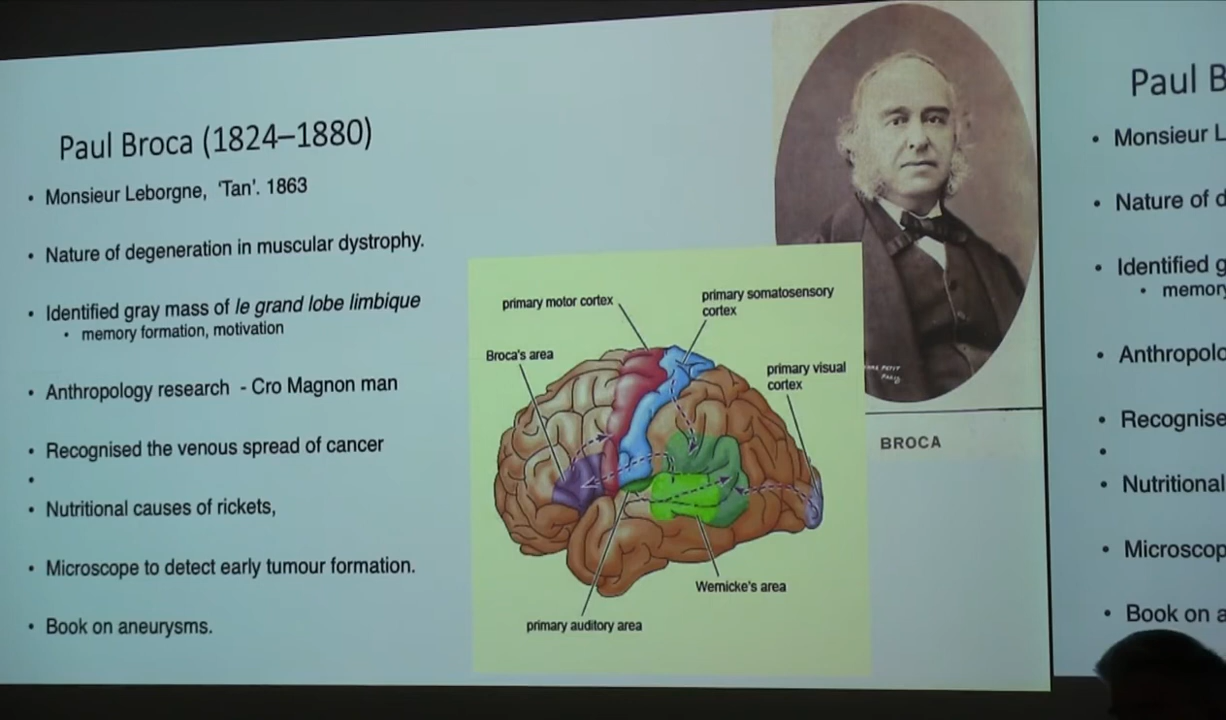 Paul Broca (1824–1880)
• Monsieur Leborgne, 'Tan'. 1863
• Nature of degeneration in muscular dystrophy.
• Identified gray mass of le grand lobe limbique
• memory formation, motivation
• Anthropology research - Cro Magnon man
• Recognised the venous spread of cancer
•
• Nutritional causes of rickets,
• Microscope to detect early tumour formation.
• Book on aneurysms.
primary motor cortex
primary somatosensory
cortex
Broca's area
primary visual
cortex
Wernicke's area
primary auditory area
PETIT
BROCA
Paul B
• Monsieur L
• Nature of d
• Identified g
• memory
• Anthropolo
• Recognise
•
• Nutritional
• Microscop
• Book on a